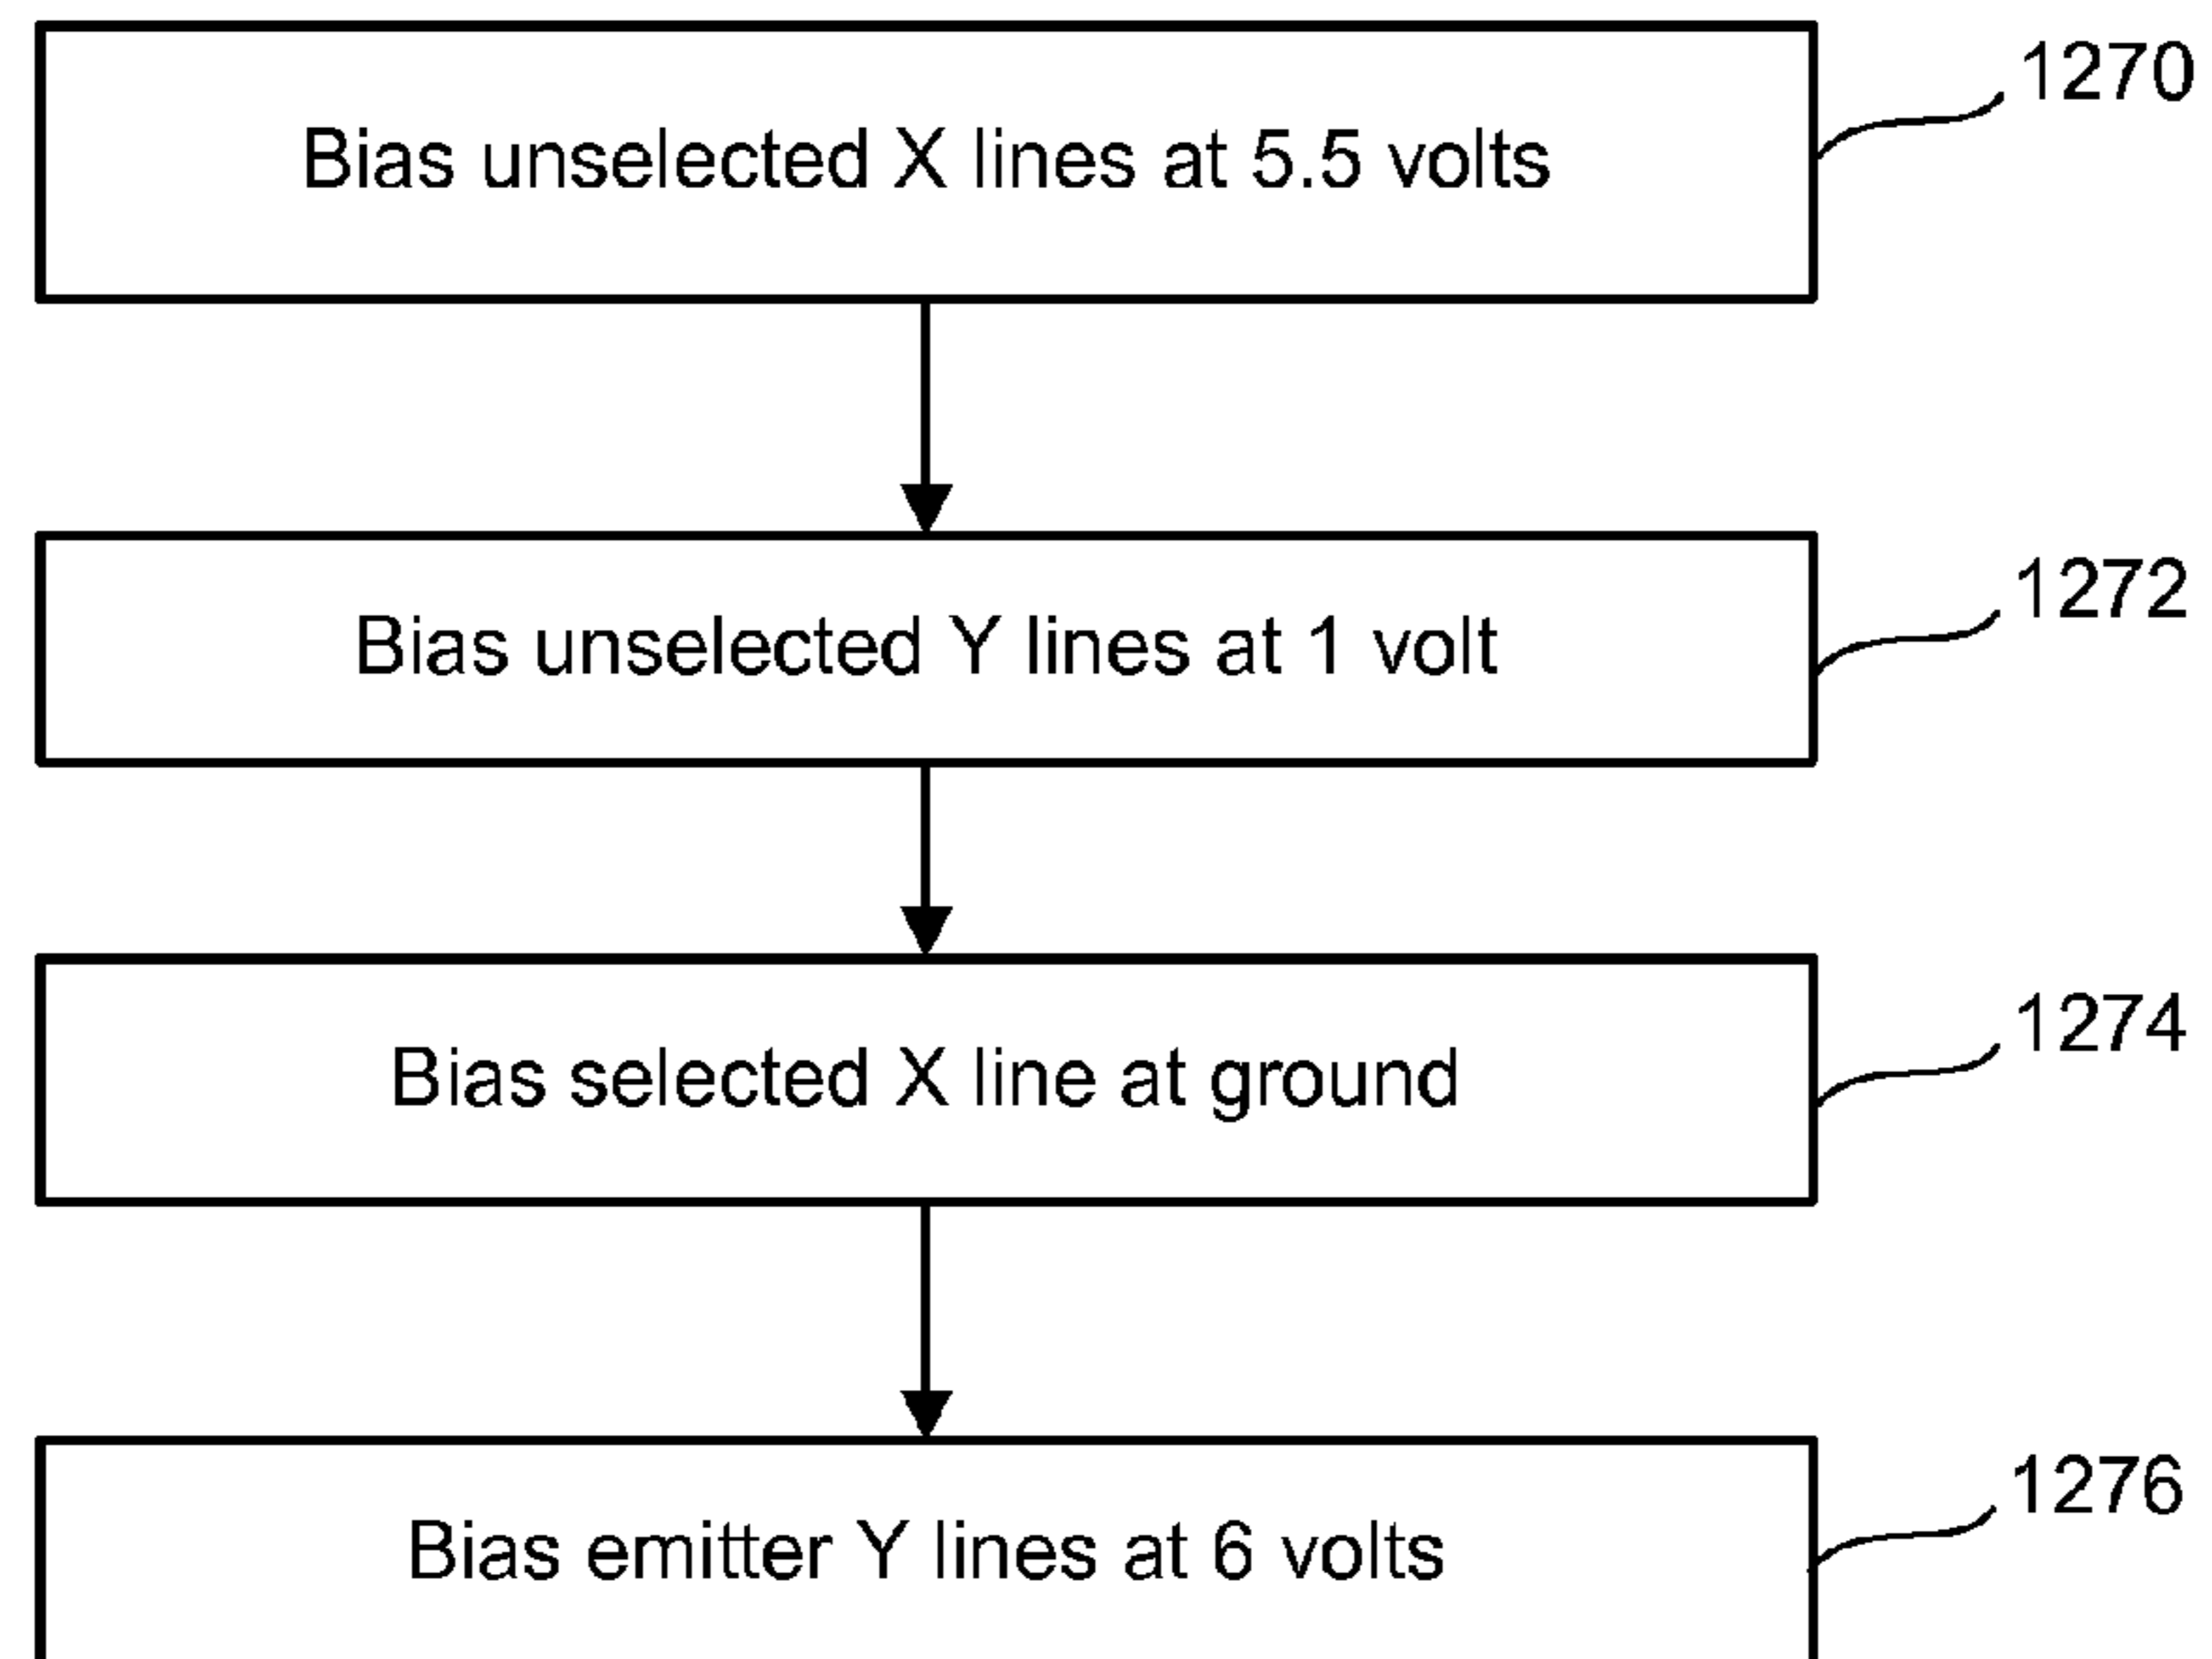 Bias unselected X lines at 5.5 volts
1270
Bias unselected Y lines at 1 volt
1272
Bias selected X line at ground
1274
Bias emitter Y lines at 6 volts
1276